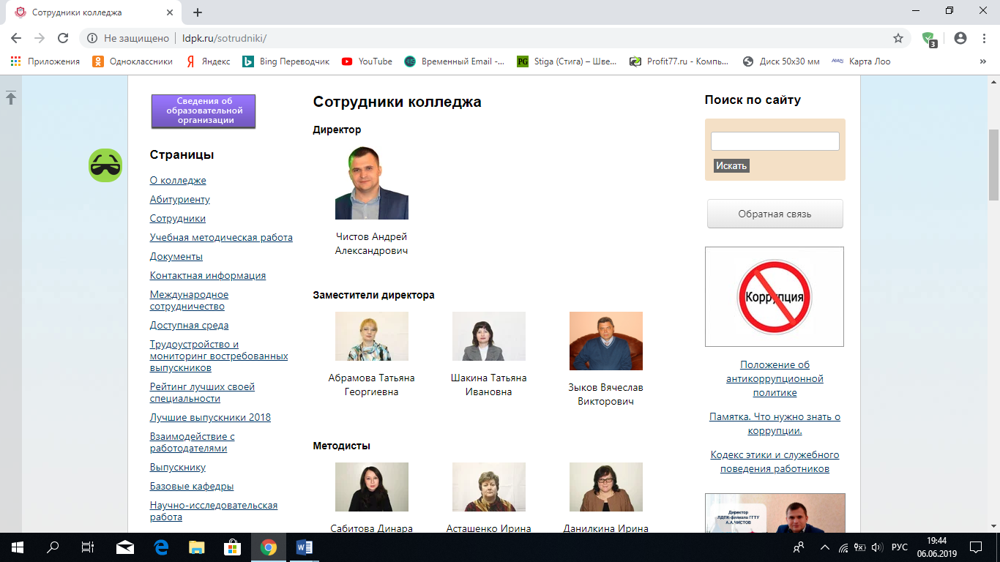 Сотрудники колледжа
Не защищено | ldpk.ru/sotrudniki/
3
Приложения
Одноклассники
Яндекс
Bing Переводчик
YouTube
Временный Email -...
PG
Stiga (Стига) – Шве...
Profit77.ru - Компь...
Диск 50x30 мм
Карта Лоо
»
Сведения об
образовательной
организации
Страницы
О колледже
Абитуриенту
Сотрудники
Учебная методическая работа
Документы
Контактная информация
Международное
сотрудничество
Доступная среда
Трудоустройство и
мониторинг востребованных
выпускников
Рейтинг лучших своей
специальности
Лучшие выпускники 2018
Взаимодействие с
работодателями
Выпускнику
Базовые кафедры
Научно-исследовательская
работа
Сотрудники колледжа
Директор
Чистов Андрей
Александрович
Заместители директора
Абрамова Татьяна
Георгиевна
Шакина Татьяна
Ивановна
Зыков Вячеслав
Викторович
Методисты
Сабитова Динара
Асташенко Ирина
Данилкина Ирина
Поиск по сайту
Искать
Обратная связь
Коррупция
Положение об
антикоррупционной
политике
Памятка. Что нужно знать о
коррупции.
Кодекс этики и служебного
поведения работников
Директор
ЛДПК-филиала ГГТУ
А.А.ЧИСТОВ
РУС
19:44
06.06.2019